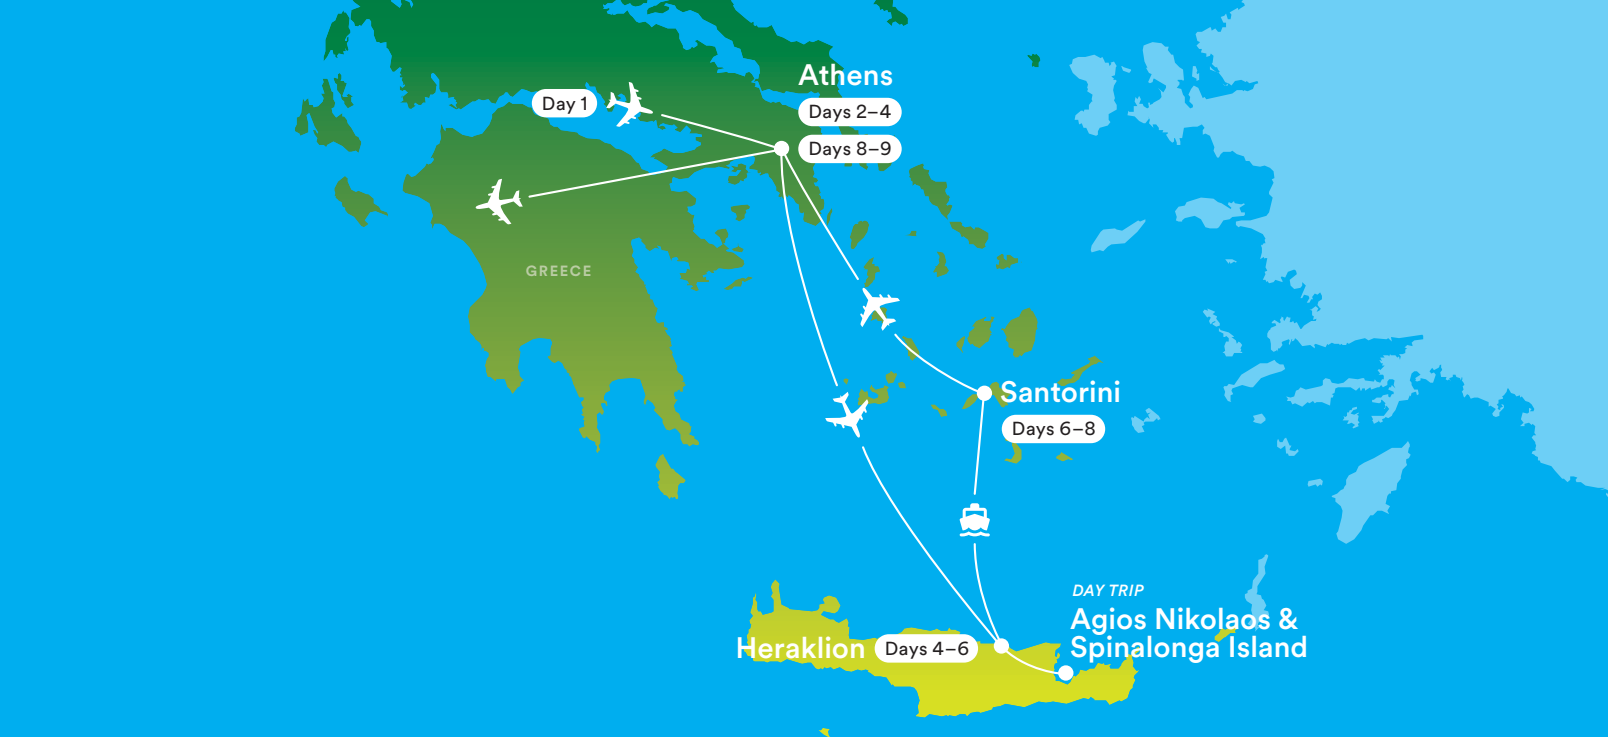 Athens
Day 1
Days 2–4
Days 8–9
GREECE
Santorini
Days 6–8
DAY TRIP
Agios Nikolaos &
Spinalonga Island
Heraklion
Days 4–6